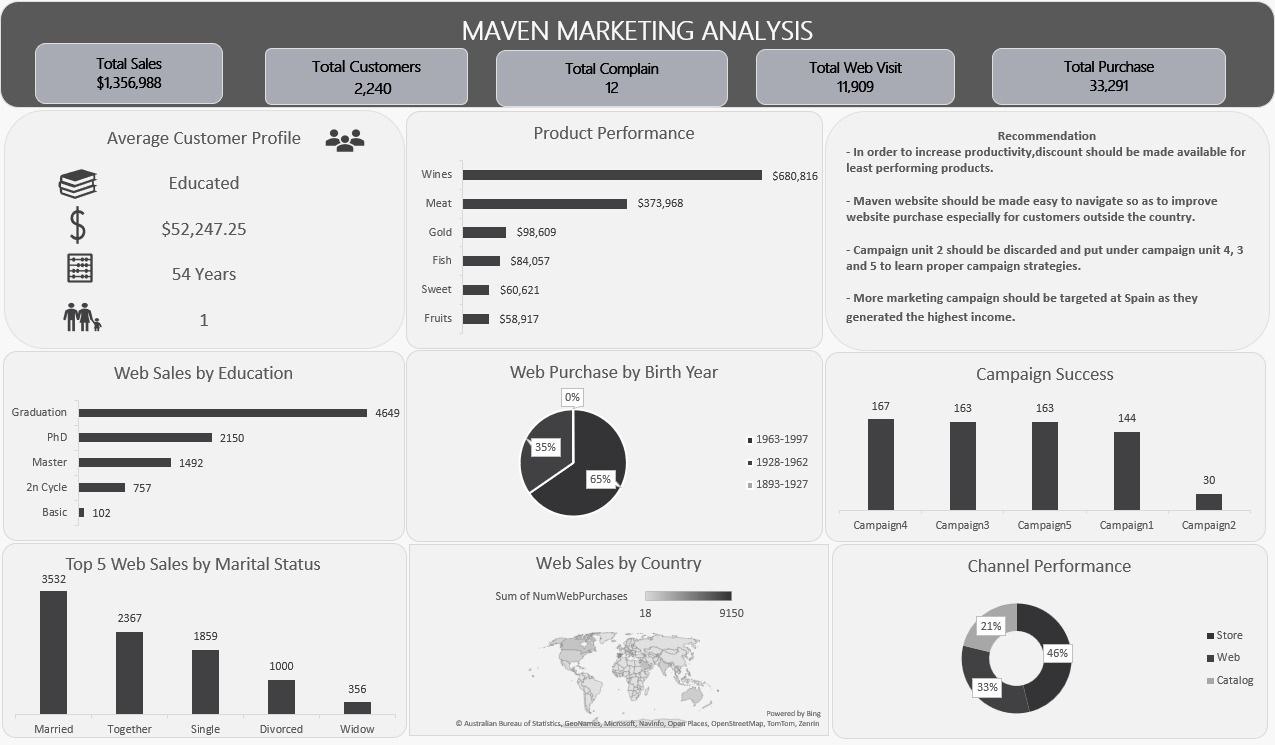 MAVEN MARKETING ANALYSIS
Total Sales
$1,356,988
Total Customers
2,240
Total Complain
12
Total Web Visit
11,909
Total Purchase
33,291
Average Customer Profile
Educated
$52,247.25
54 Years
1
Product Performance
Wines $680,816
Meat $373,968
Gold $98,609
Fish $84,057
Sweet $60,621
Fruits $58,917
Recommendation
- In order to increase productivity,discount should be made available for
least performing products.
- Maven website should be made easy to navigate so as to improve
website purchase especially for customers outside the country.
- Campaign unit 2 should be discarded and put under campaign unit 4, 3
and 5 to learn proper campaign strategies.
- More marketing campaign should be targeted at Spain as they
generated the highest income.
Web Sales by Education
Graduation 4649
PhD 2150
Master 1492
2n Cycle 757
Basic 102
Web Purchase by Birth Year
0%
35%
65%
1963-1997
1928-1962
1893-1927
Campaign Success
167 163 163 144 30
Campaign4 Campaign3 Campaign5 Campaign1 Campaign2
Top 5 Web Sales by Marital Status
3532 2367 1859 1000 356
Married Together Single Divorced Widow
Web Sales by Country
Sum of NumWebPurchases
18 9150
Powered by Bing
© Australian Bureau of Statistics, GeoNames, Microsoft, Navinfo, Open Places, OpenStreetMap, TomTom, Zenrin
Channel Performance
21%
46%
33%
Store
Web
Catalog